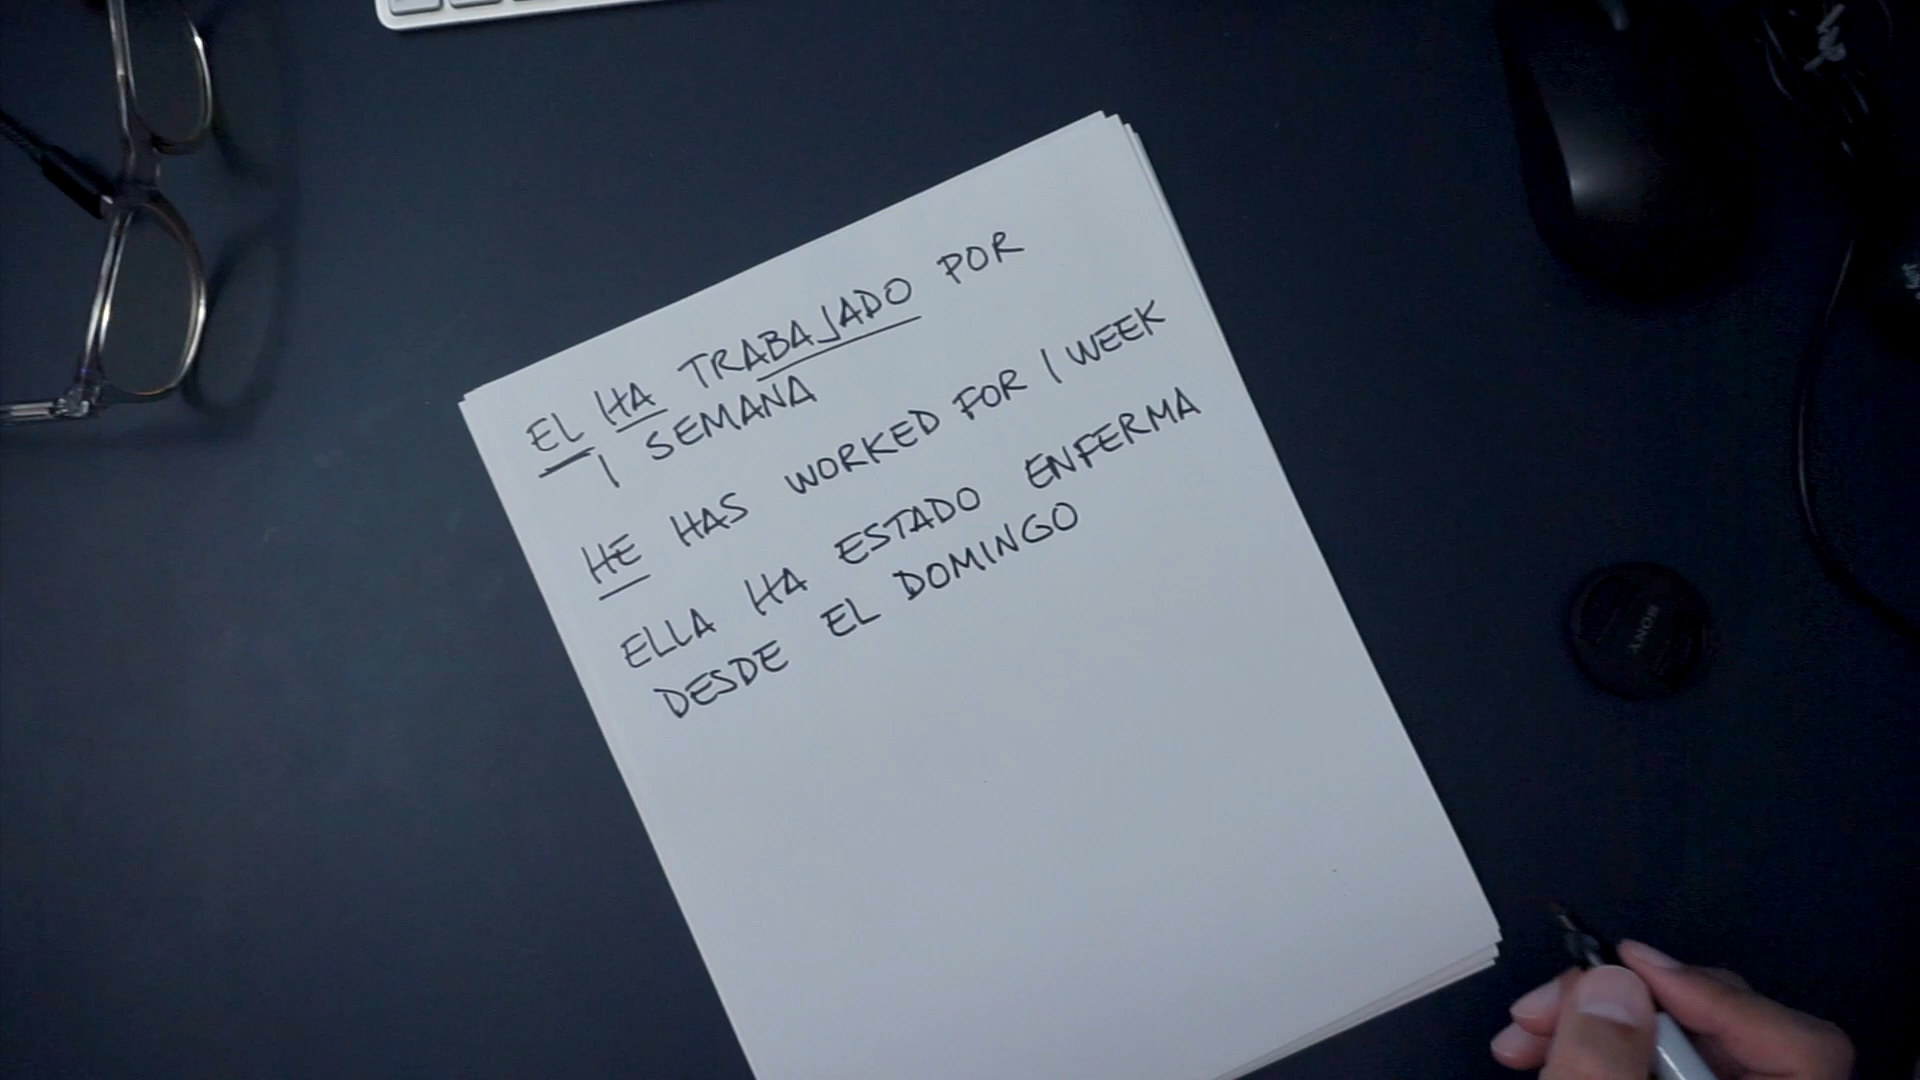 EL HA TRABAJADO POR
1 SEMANA
HE HAS WORKED FOR 1 WEEK
ELLA HA ESTADO ENFERMA
DESDE EL DOMINGO
SONY